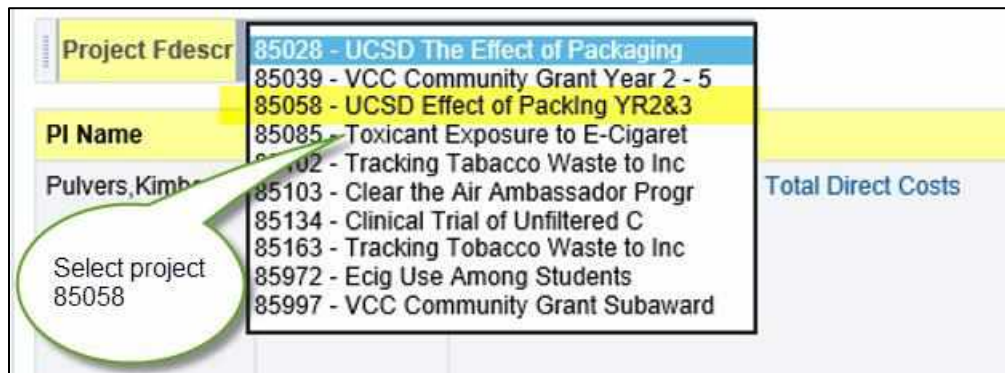 Project Fdescr
85028 - UCSD The Effect of Packaging
85039 - VCC Community Grant Year 2 - 5
85058 - UCSD Effect of Packing YR2&3
PI Name
85085 - Toxicant Exposure to E-Cigaret
Tracking Tabacco Waste to Inc
Pulvers, Total Direct Costs
85103 - Clear the Air Ambassador Progr
85134 - Clinical Trial of Unfiltered C
85163 - Tracking Tobacco Waste to Inc
85972 - Ecig Use Among Students
85997 - VCC Community Grant Subaward
Select project
85058